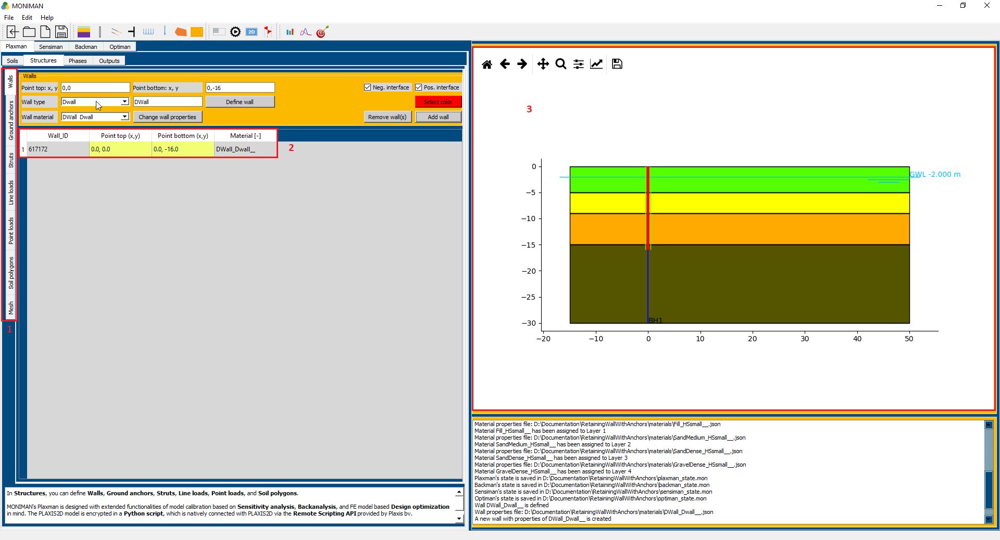 MONIMAN
File Edit Help
2D
Plaxman Sensiman Backman Optiman
Soils Structures Phases Outputs
Walls
Ground anchors
Struts
Line loads
Point loads
Soil polygons
Mesh
1
Walls
Point top: x, y 0,0 Point bottom: x, y 0,-16 Neg. interface Pos. interface
Wall type Dwall DWall Define wall Select color
Wall material DWall_Dwall Change wall properties Remove wall(s) Add wall
Wall_ID Point top (x,y) Point bottom (x,y) Material [-]
1 617172 0.0, 0.0 0.0, -16.0 DWall_Dwall__
2
In Structures, you can define Walls, Ground anchors, Struts, Line loads, Point loads, and Soil polygons.
MONIMAN's Plaxman is designed with extended functionalities of model calibration based on Sensitivity analysis, Backanalysis, and FE model based Design optimization
in mind. The PLAXIS2D model is encrypted in a Python script, which is natively connected with PLAXIS2D via the Remote Scripting API provided by Plaxis bv.
3
0
−5
−10
−15
−20
−25
−30
GWL -2.000 m
BH1
−20 −10 0 10 20 30 40 50
Material properties file: D:\Documentation\RetainingWallWithAnchors\materials\Fill_HSsmall__.json
Material Fill_HSsmall__ has been assigned to Layer 1
Material properties file: D:\Documentation\RetainingWallWithAnchors\materials\SandMedium_HSsmall__.json
Material SandMedium_HSsmall__ has been assigned to Layer 2
Material properties file: D:\Documentation\RetainingWallWithAnchors\materials\SandDense_HSsmall__.json
Material SandDense_HSsmall__ has been assigned to Layer 3
Material properties file: D:\Documentation\RetainingWallWithAnchors\materials\GravelDense_HSsmall__.json
Material GravelDense_HSsmall__ has been assigned to Layer 4
Plaxman's state is saved in D:\Documentation\RetainingWallWithAnchors\plaxman_state.mon
Backman's state is saved in D:\Documentation\RetainingWallWithAnchors\backman_state.mon
Sensiman's state is saved in D:\Documentation\RetainingWallWithAnchors\sensiman_state.mon
Optiman's state is saved in D:\Documentation\RetainingWallWithAnchors\optiman_state.mon
Wall DWall_Dwall__ is defined
Wall properties file: D:\Documentation\RetainingWallWithAnchors\materials\DWall_Dwall__.json
A new wall with properties of DWall_Dwall__ is created